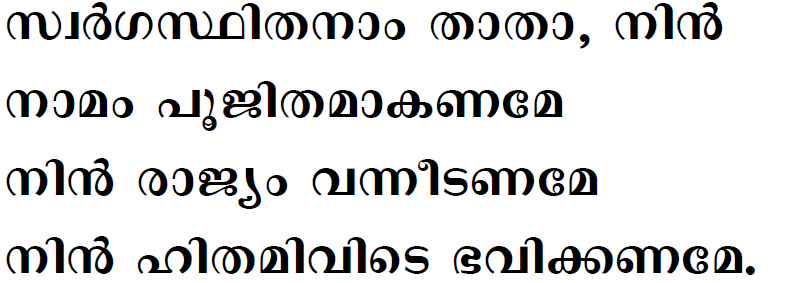 സ്വർഗസ്ഥിതനാം താതാ, നിൻ
നാമം പൂജിതമാകണമേ
നിൻ രാജ്യം വന്നീടണമേ
നിൻ ഹിതമിവിടെ ഭവിക്കണമേ.